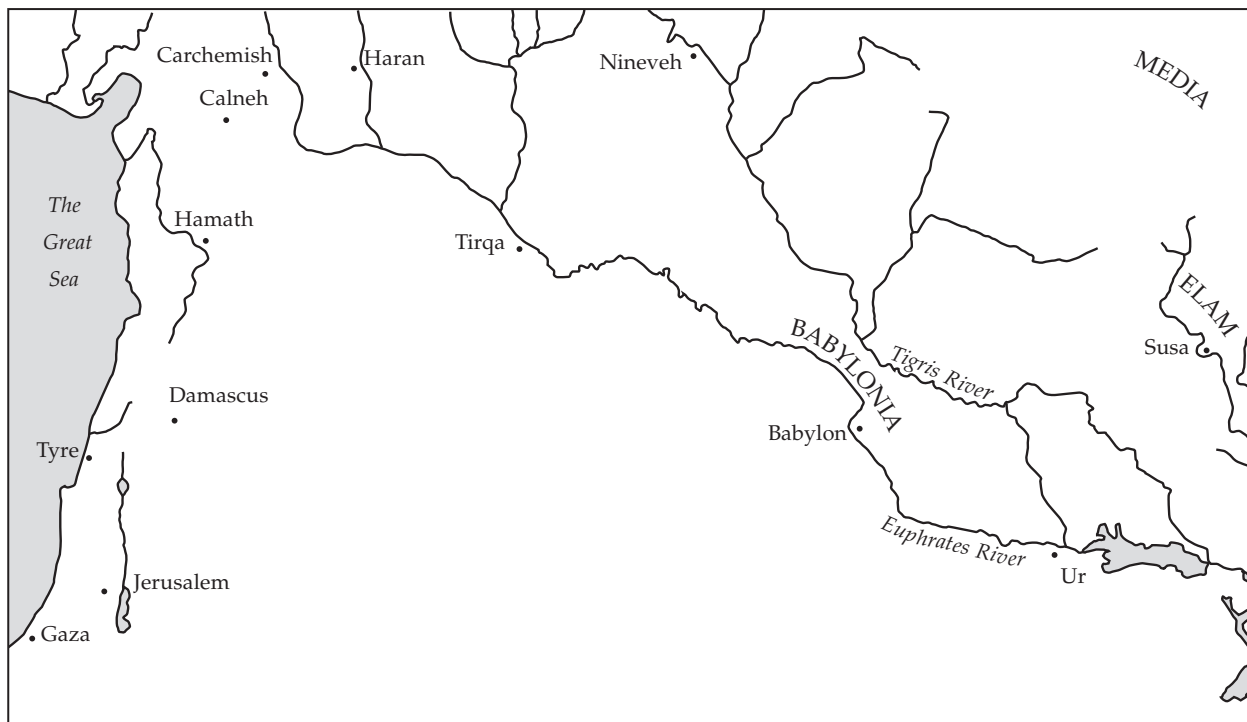 Carchemish
Haran
Nineveh
MEDIA
Calneh
The
Great
Sea
Hamath
Tirqa
ELAM
BABYLONIA
Tigris River
Susa
Damascus
Babylon
Tyre
Euphrates River
Ur
Jerusalem
Gaza